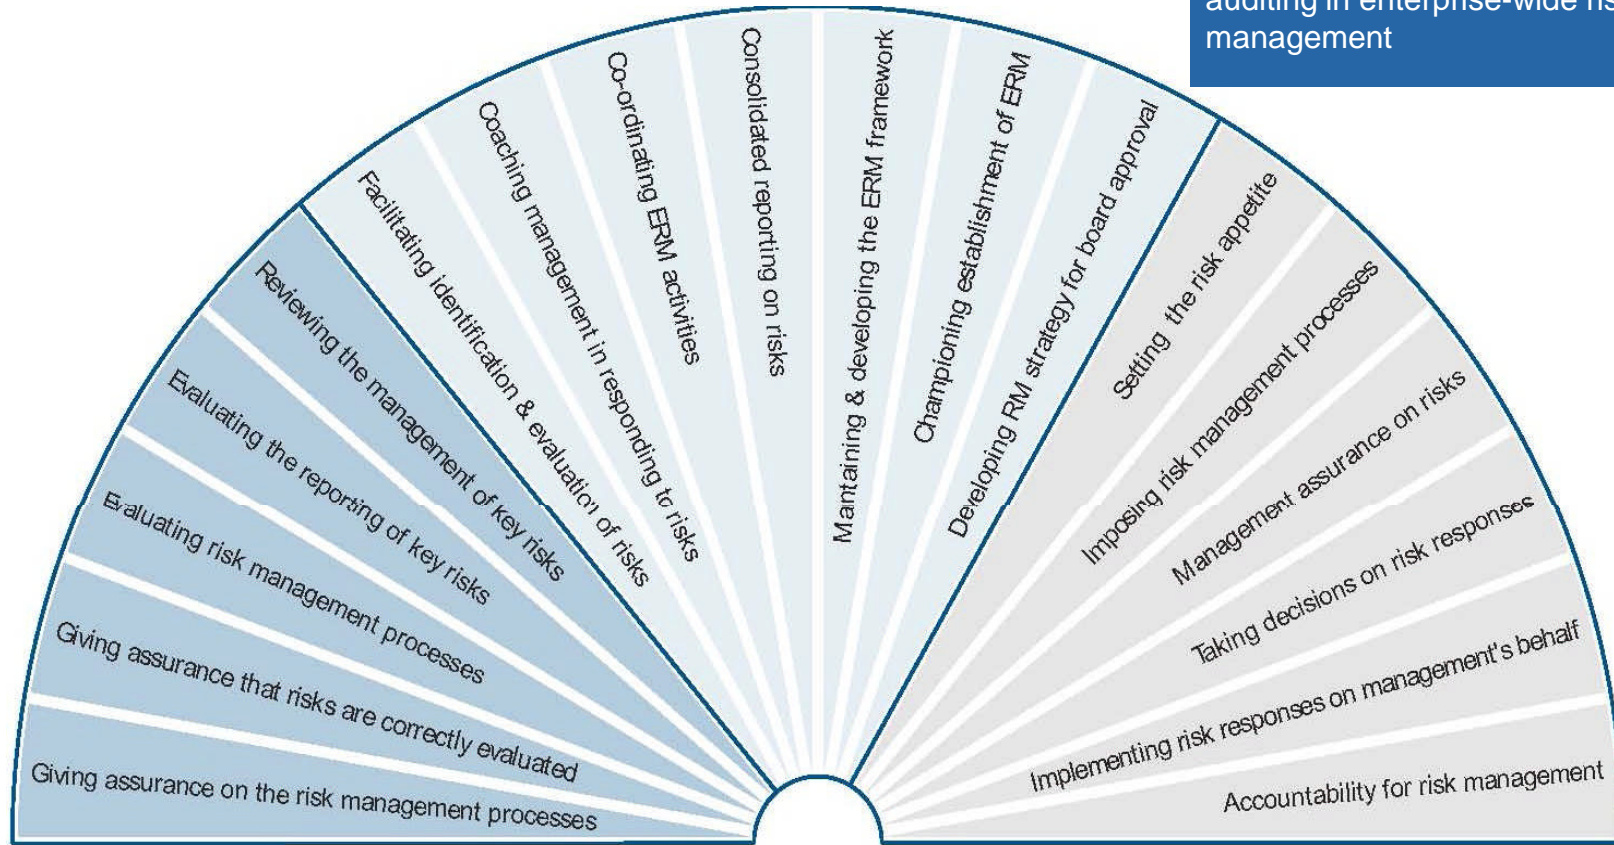 auditing in enterprise-wide ris
management
Giving assurance on the risk management processes
Giving assurance that risks are correctly evaluated
Evaluating risk management processes
Evaluating the reporting of key risks
Reviewing the management of key risks
Facilitating identification & evaluation of risks
Coaching management in responding to risks
Co-ordinating ERM activities
Consolidated reporting on risks
Maintaining & developing the ERM framework
Championing establishment of ERM
Developing RM strategy for board approval
Setting the risk appetite
Imposing risk management processes
Management assurance on risks
Taking decisions on risk responses
Implementing risk responses on management's behalf
Accountability for risk management